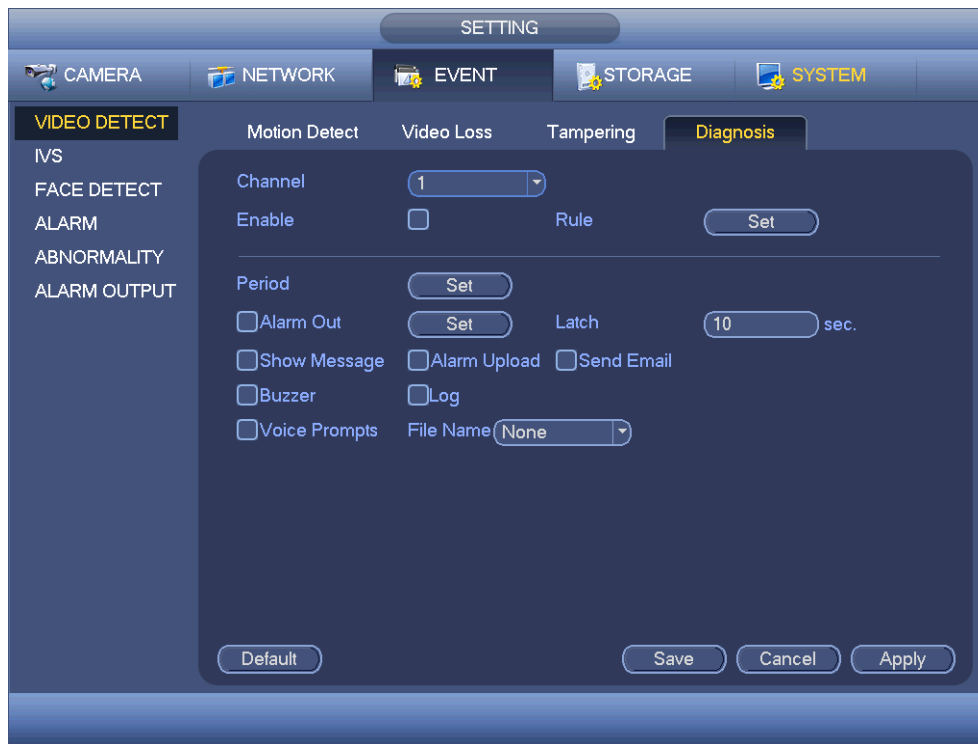 SETTING
CAMERA NETWORK EVENT STORAGE SYSTEM
VIDEO DETECT
IVS
FACE DETECT
ALARM
ABNORMALITY
ALARM OUTPUT
Motion Detect Video Loss Tampering Diagnosis
Channel 1
Enable Rule Set
Period Set
Alarm Out Set Latch 10 sec.
Show Message Alarm Upload Send Email
Buzzer Log
Voice Prompts File Name None
Default Save Cancel Apply